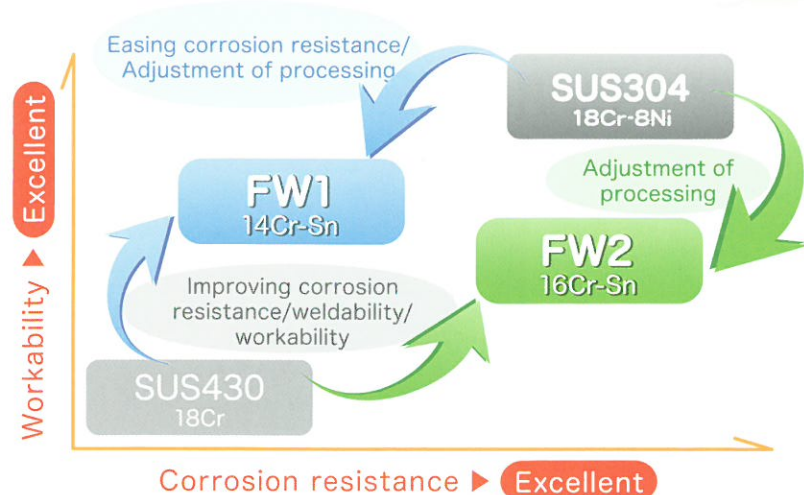 Easing corrosion resistance/
Adjustment of processing
SUS304
18Cr-8Ni
Adjustment of
processing
FW1
14Cr-Sn
FW2
16Cr-Sn
Improving corrosion
resistance/weldability/
workability
SUS430
18Cr
Workability ▶ Excellent
Corrosion resistance ▶ Excellent